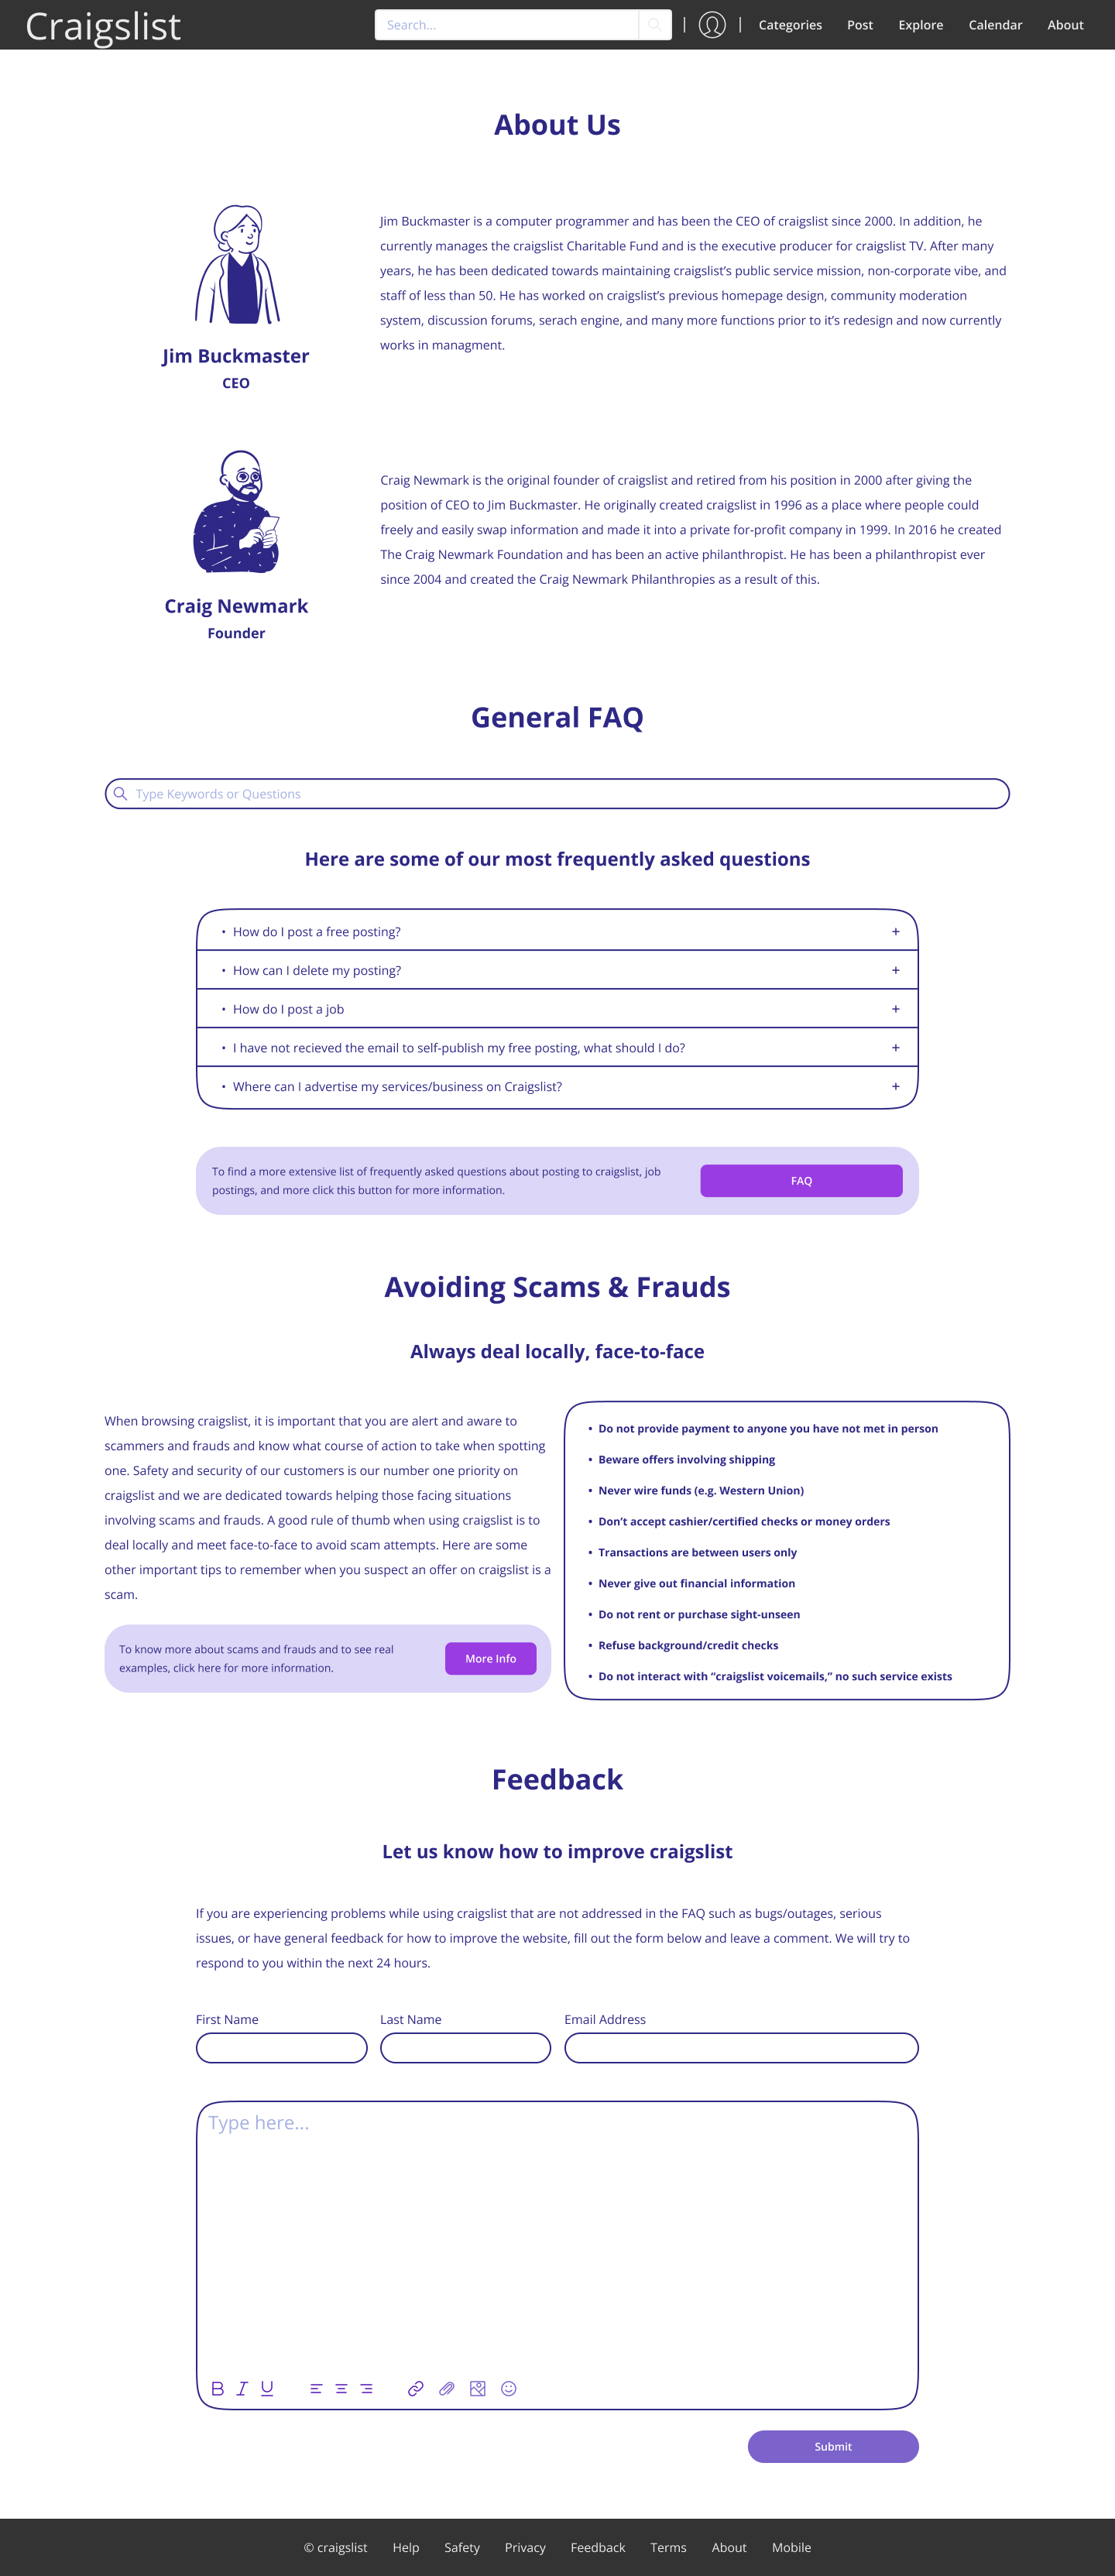 Craigslist
Search...
Categories
Post
Explore
Calendar
About
About Us
Jim Buckmaster is a computer programmer and has been the CEO of craigslist since 2000. In addition, he
currently manages the craigslist Charitable Fund and is the executive producer for craigslist TV. After many
years, he has been dedicated towards maintaining craigslist’s public service mission, non-corporate vibe, and
staff of less than 50. He has worked on craigslist’s previous homepage design, community moderation
system, discussion forums, serach engine, and many more functions prior to it’s redesign and now currently
works in managment.
Jim Buckmaster
CEO
Craig Newmark is the original founder of craigslist and retired from his position in 2000 after giving the
position of CEO to Jim Buckmaster. He originally created craigslist in 1996 as a place where people could
freely and easily swap information and made it into a private for-profit company in 1999. In 2016 he created
The Craig Newmark Foundation and has been an active philanthropist. He has been a philanthropist ever
since 2004 and created the Craig Newmark Philanthropies as a result of this.
Craig Newmark
Founder
General FAQ
Type Keywords or Questions
Here are some of our most frequently asked questions
• How do I post a free posting? +
• How can I delete my posting? +
• How do I post a job +
• I have not recieved the email to self-publish my free posting, what should I do? +
• Where can I advertise my services/business on Craigslist? +
To find a more extensive list of frequently asked questions about posting to craigslist, job
postings, and more click this button for more information.
FAQ
Avoiding Scams & Frauds
Always deal locally, face-to-face
When browsing craigslist, it is important that you are alert and aware to
scammers and frauds and know what course of action to take when spotting
one. Safety and security of our customers is our number one priority on
craigslist and we are dedicated towards helping those facing situations
involving scams and frauds. A good rule of thumb when using craigslist is to
deal locally and meet face-to-face to avoid scam attempts. Here are some
other important tips to remember when you suspect an offer on craigslist is a
scam.
To know more about scams and frauds and to see real
examples, click here for more information.
More Info
• Do not provide payment to anyone you have not met in person
• Beware offers involving shipping
• Never wire funds (e.g. Western Union)
• Don’t accept cashier/certified checks or money orders
• Transactions are between users only
• Never give out financial information
• Do not rent or purchase sight-unseen
• Refuse background/credit checks
• Do not interact with “craigslist voicemails,” no such service exists
Feedback
Let us know how to improve craigslist
If you are experiencing problems while using craigslist that are not addressed in the FAQ such as bugs/outages, serious
issues, or have general feedback for how to improve the website, fill out the form below and leave a comment. We will try to
respond to you within the next 24 hours.
First Name
Last Name
Email Address
Type here...
B I U
Submit
© craigslist
Help
Safety
Privacy
Feedback
Terms
About
Mobile